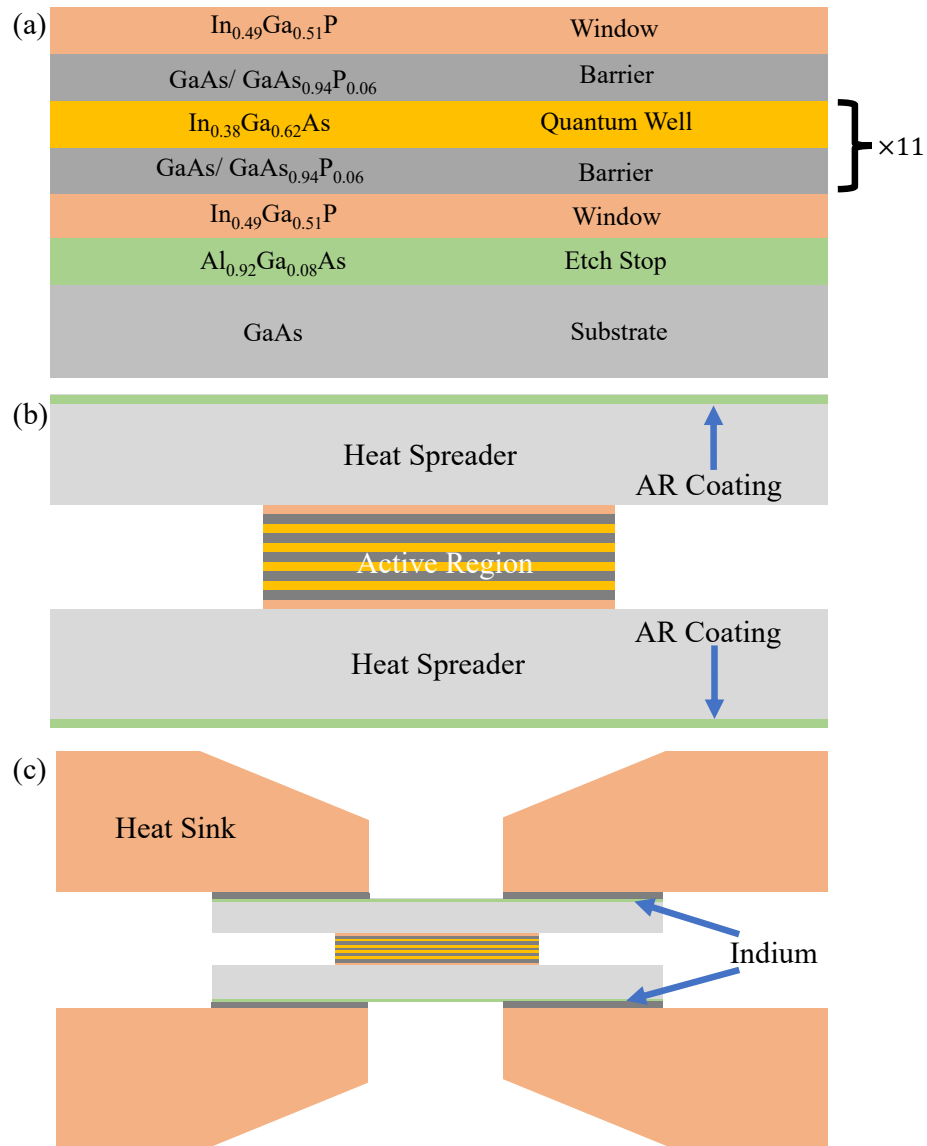 (a)
In0.49Ga0.51P Window
GaAs/ GaAs0.94P0.06 Barrier
In0.38Ga0.62As Quantum Well
×11
GaAs/ GaAs0.94P0.06 Barrier
In0.49Ga0.51P Window
Al0.92Ga0.08As Etch Stop
GaAs Substrate
(b)
Heat Spreader
AR Coating
Active Region
AR Coating
Heat Spreader
(c)
Heat Sink
Indium